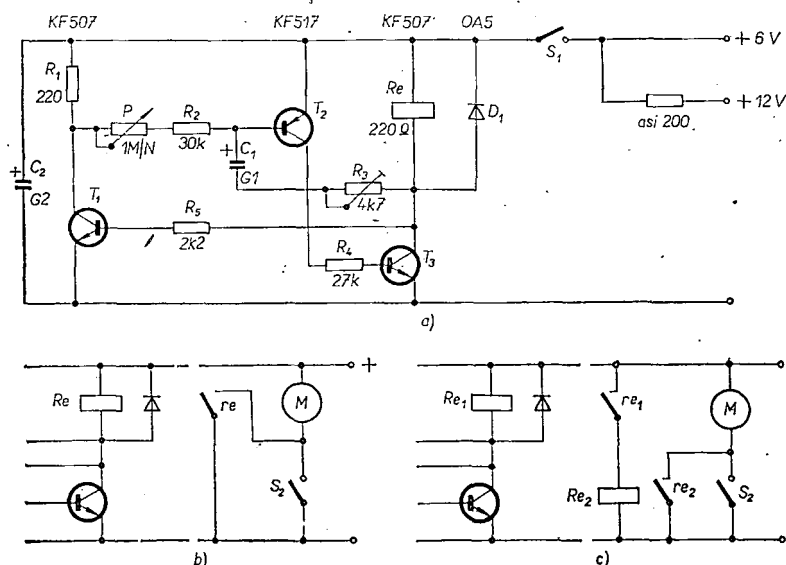 KF507 KF517 KF507 OA5
S₁
+ 6 V
+ 12 V
asi 200
R₁
220
P
1M/N
R₂
30k
T₂
Re
220 Ω
D₁
+ C₁
G1
R₃
4k7
+ C₂
G2
T₁
R₅
2k2
R₄
27k
T₃
a)
Re
re
M
S₂
+
b)
Re₁
re₁
M
Re₂
re₂
S₂
c)